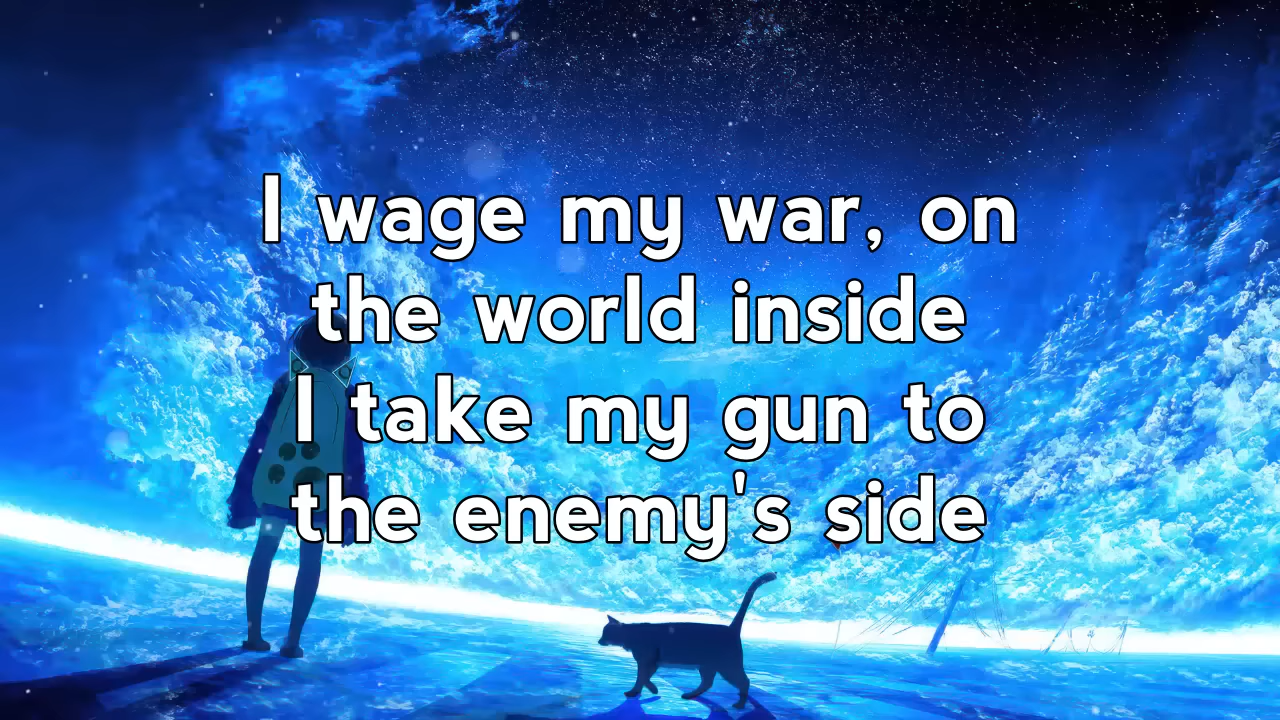 I wage my war, on
the world inside
I take my gun to
the enemy's side